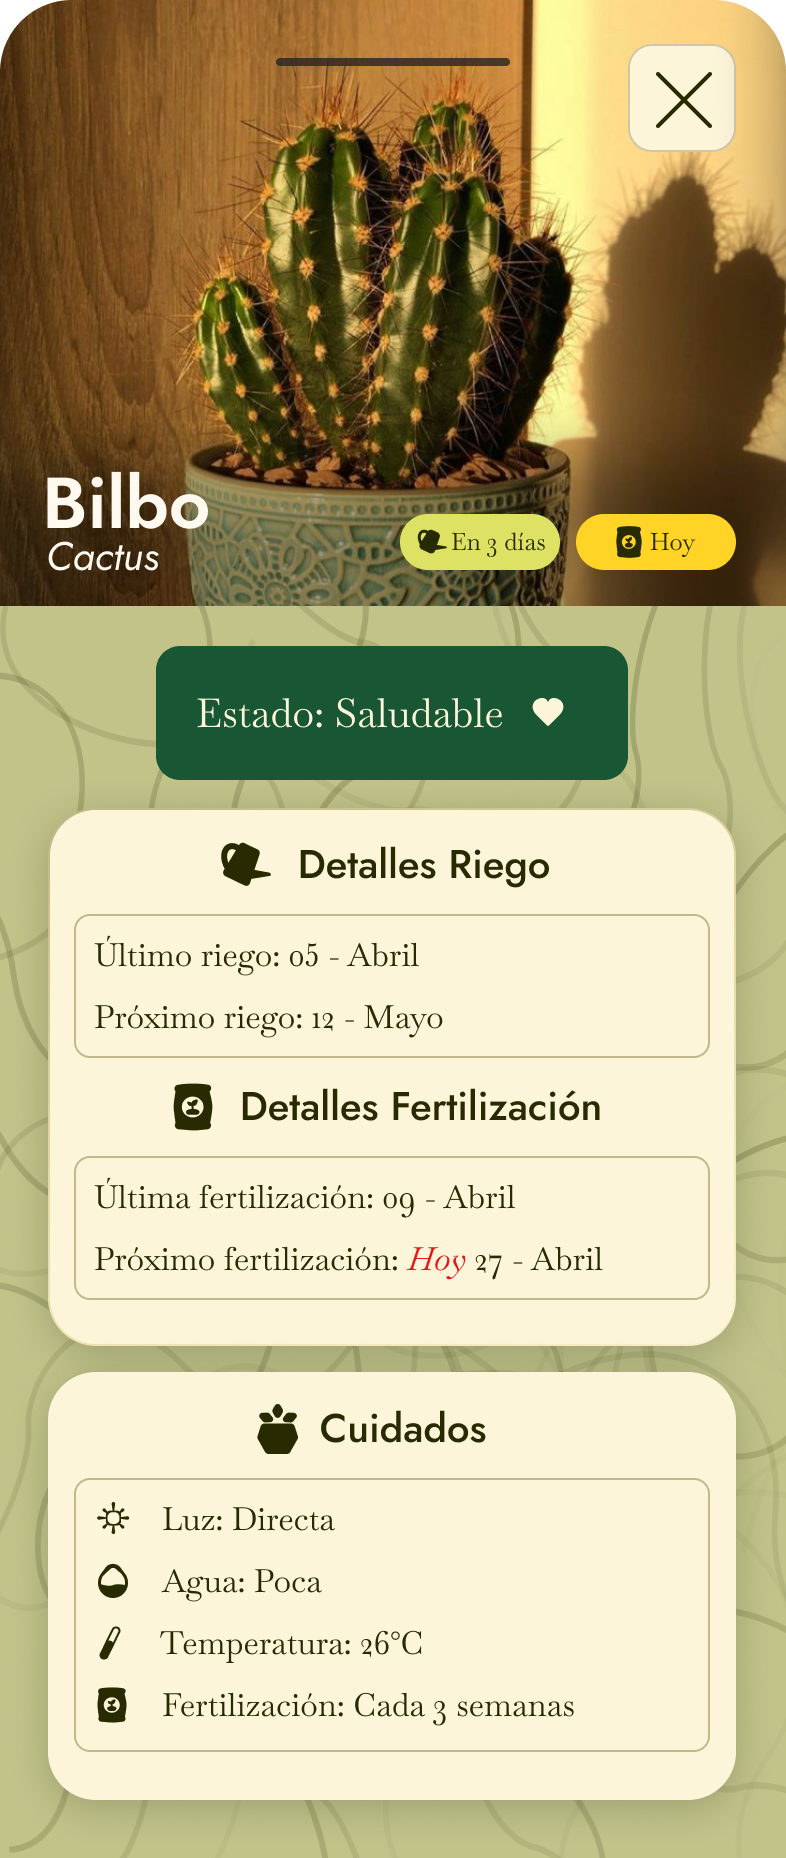 Bilbo
Cactus
En 3 días
Hoy
Estado: Saludable
Detalles Riego
Último riego: 05 - Abril
Próximo riego: 12 - Mayo
Detalles Fertilización
Última fertilización: 09 - Abril
Próximo fertilización: Hoy 27 - Abril
Cuidados
Luz: Directa
Agua: Poca
Temperatura: 26°C
Fertilización: Cada 3 semanas